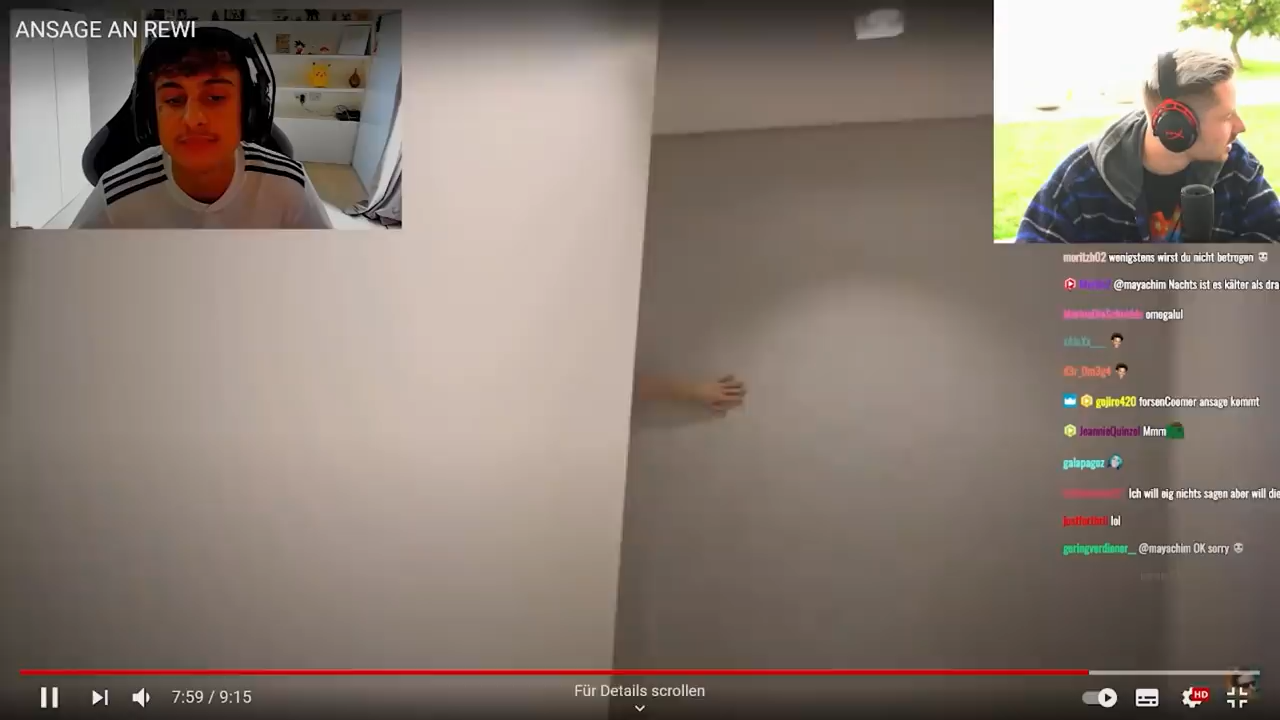 ANSAGE AN REWI
moritzh02 wenigstens wirst du nicht betrogen
@mayachim Nachts ist es kälter als dra
omegalul
gojiro420 forsenCoomer ansage kommt
JeannieQuinzel Mmm
galapagoz
Ich will eig nichts sagen aber will die
lol
geringverdiener_ @mayachim OK sorry
7:59 / 9:15
Für Details scrollen
HD